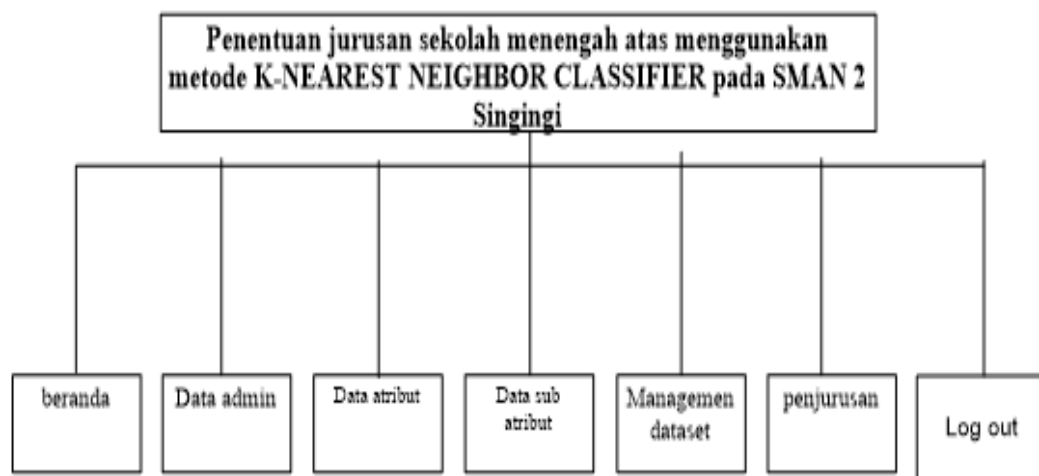 Penentuan jurusan sekolah menengah atas menggunakan
metode K-NEAREST NEIGHBOR CLASSIFIER pada SMAN 2
Singingi
beranda
Data admin
Data atribut
Data sub
atribut
Managemen
dataset
penjurusan
Log out